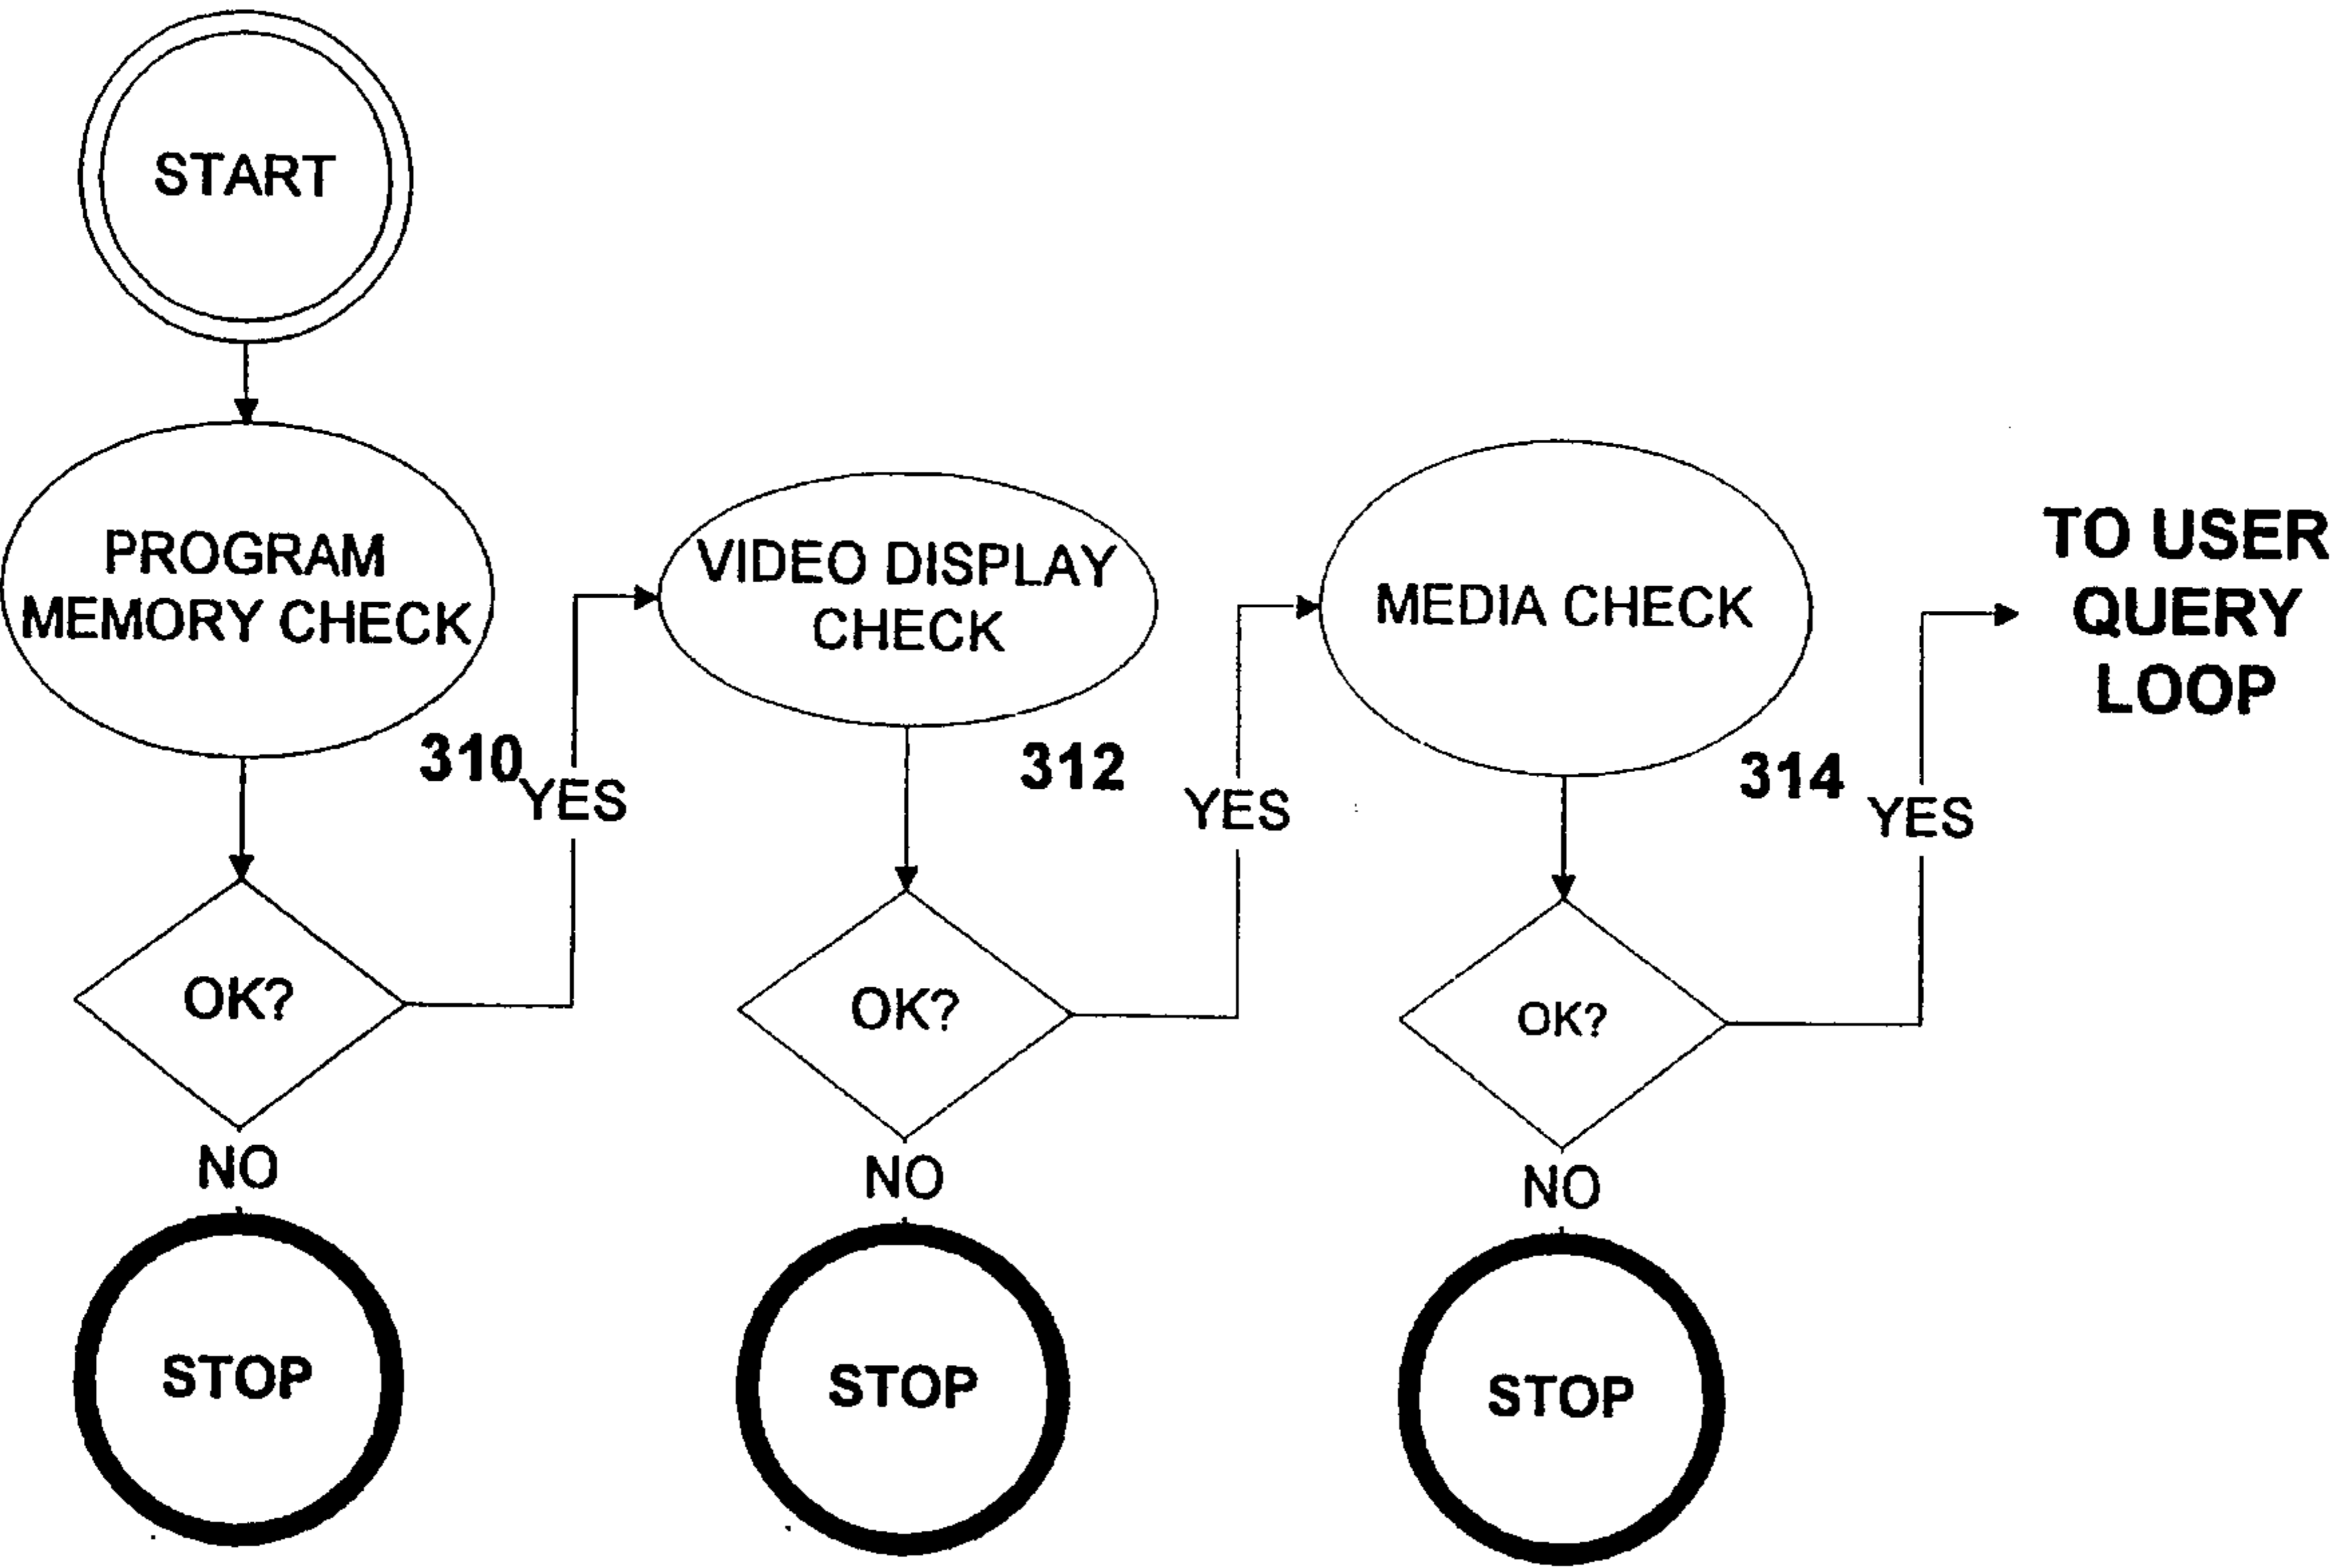 START
PROGRAM
MEMORY CHECK
310
YES
OK?
NO
STOP
VIDEO DISPLAY
CHECK
312
YES
OK?
NO
STOP
MEDIA CHECK
314
YES
OK?
NO
STOP
TO USER
QUERY
LOOP